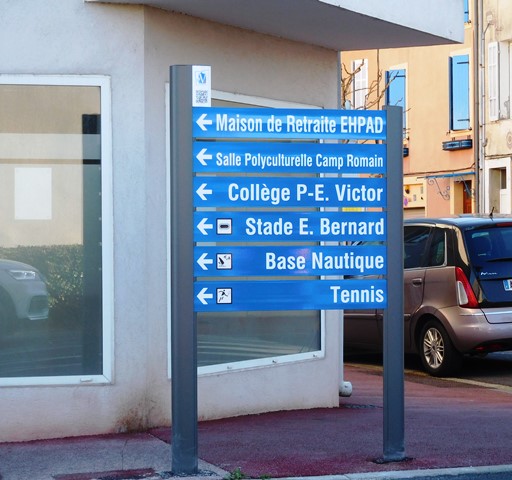 Maison de Retraite EHPAD
Salle Polyculturelle Camp Romain
Collège P-E. Victor
Stade E. Bernard
Base Nautique
Tennis